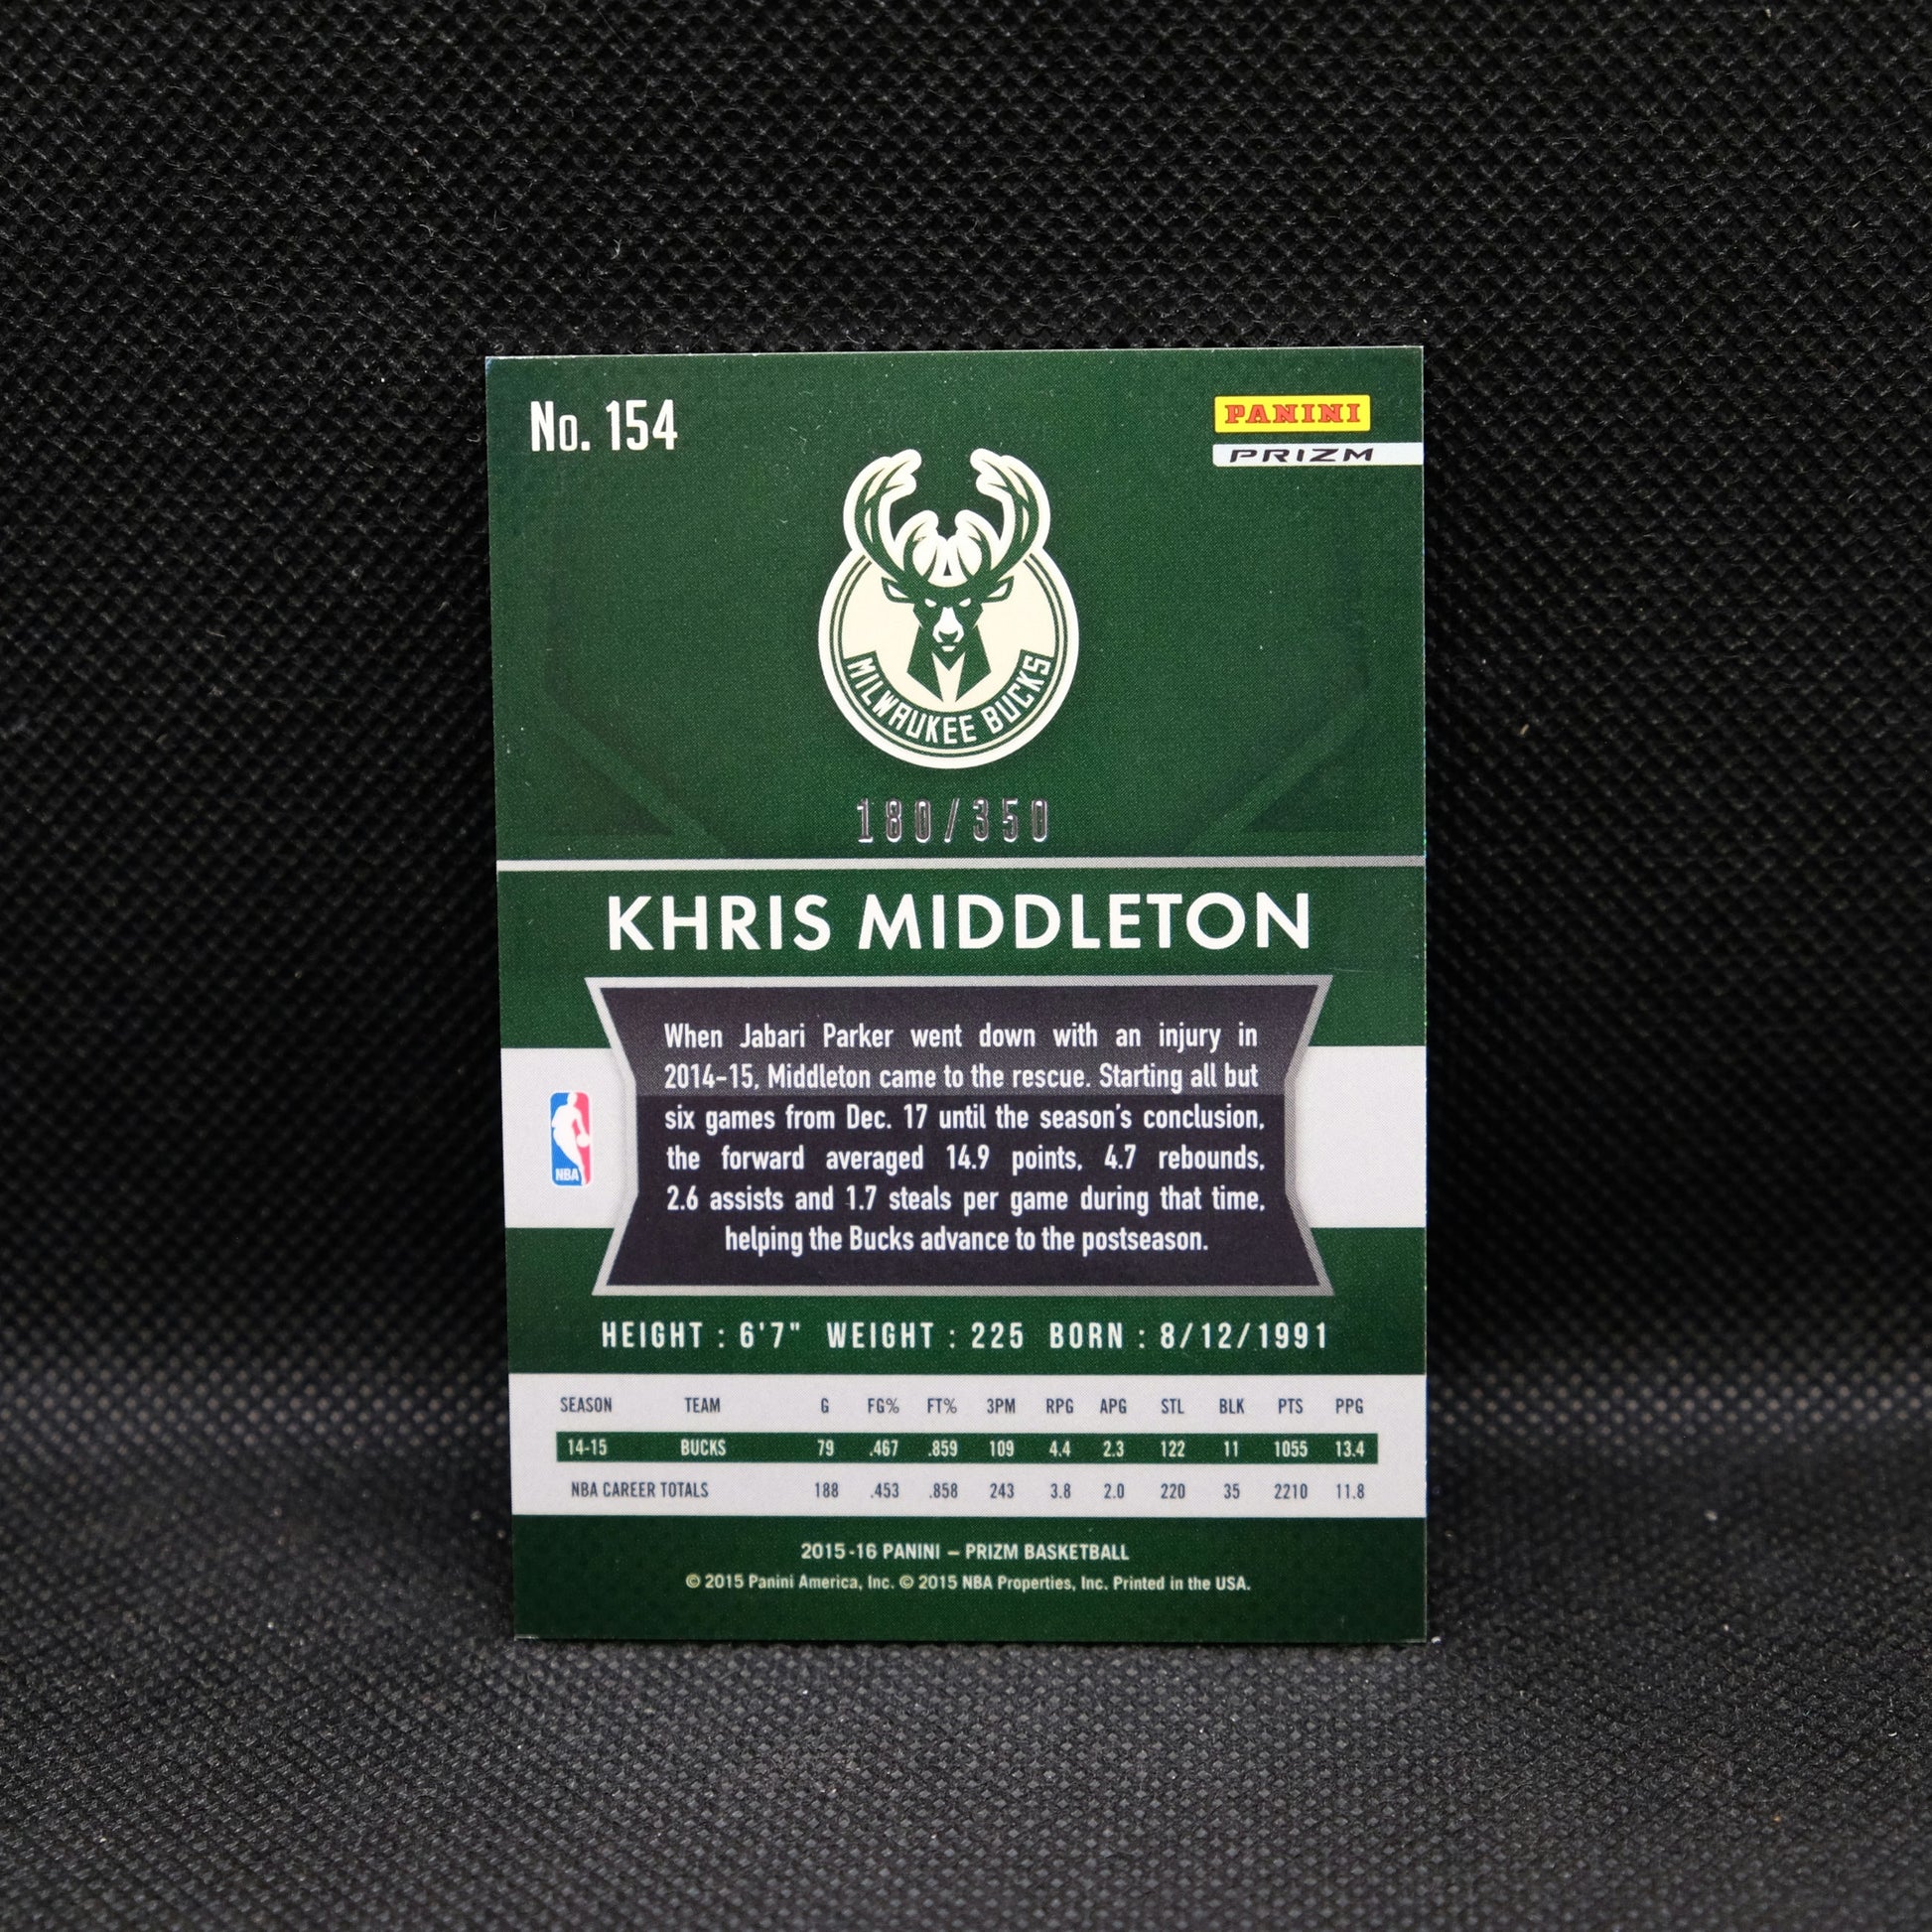 No. 154
PANINI
PRIZM
MILWAUKEE BUCKS
180/350
KHRIS MIDDLETON
When Jabari Parker went down with an injury in
2014-15, Middleton came to the rescue. Starting all but
six games from Dec. 17 until the season's conclusion,
the forward averaged 14.9 points, 4.7 rebounds,
2.6 assists and 1.7 steals per game during that time,
helping the Bucks advance to the postseason.
NBA
HEIGHT : 6'7" WEIGHT : 225 BORN : 8/12/1991
SEASON TEAM G FG% FT% 3PM RPG APG STL BLK PTS PPG
14-15 BUCKS 79 .467 .859 109 4.4 2.3 122 11 1055 13.4
NBA CAREER TOTALS 188 .453 .858 243 3.8 2.0 220 35 2210 11.8
2015-16 PANINI – PRIZM BASKETBALL
© 2015 Panini America, Inc. © 2015 NBA Properties, Inc. Printed in the USA.